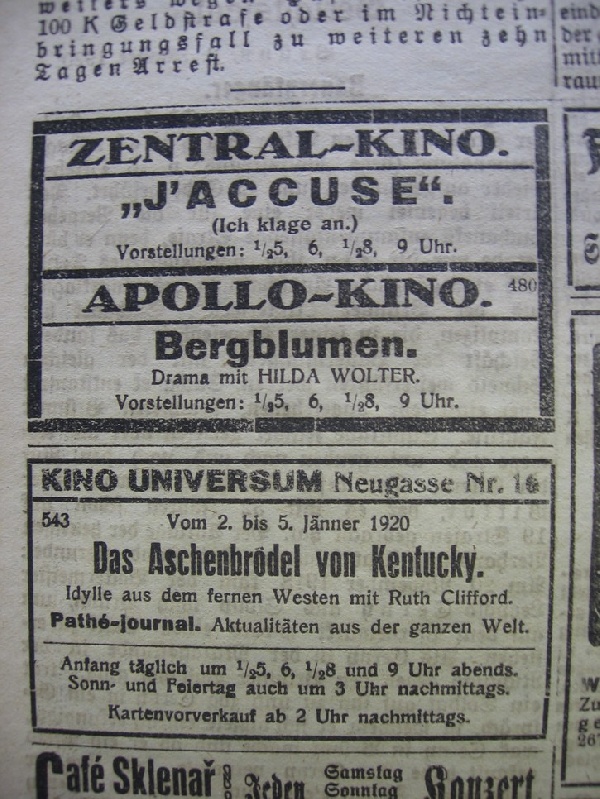 100 K Geldstrafe oder im Nichtein-
bringungsfall zu weiteren zehn
Tagen Arrest.
ZENTRAL-KINO.
„J'ACCUSE“.
(Ich klage an.)
Vorstellungen: ½5, 6, ½8, 9 Uhr.
APOLLO-KINO. 480
Bergblumen.
Drama mit HILDA WOLTER.
Vorstellungen: ½5, 6, ½8, 9 Uhr.
KINO UNIVERSUM Neugasse Nr. 16
543 Vom 2. bis 5. Jänner 1920
Das Aschenbrödel von Kentucky.
Idylle aus dem fernen Westen mit Ruth Clifford.
Pathé-journal. Aktualitäten aus der ganzen Welt.
Anfang täglich um ½5, 6, ½8 und 9 Uhr abends.
Sonn- und Feiertag auch um 3 Uhr nachmittags.
Kartenvorverkauf ab 2 Uhr nachmittags.
Café Sklenař Jeden Samstag Sonntag Konzert